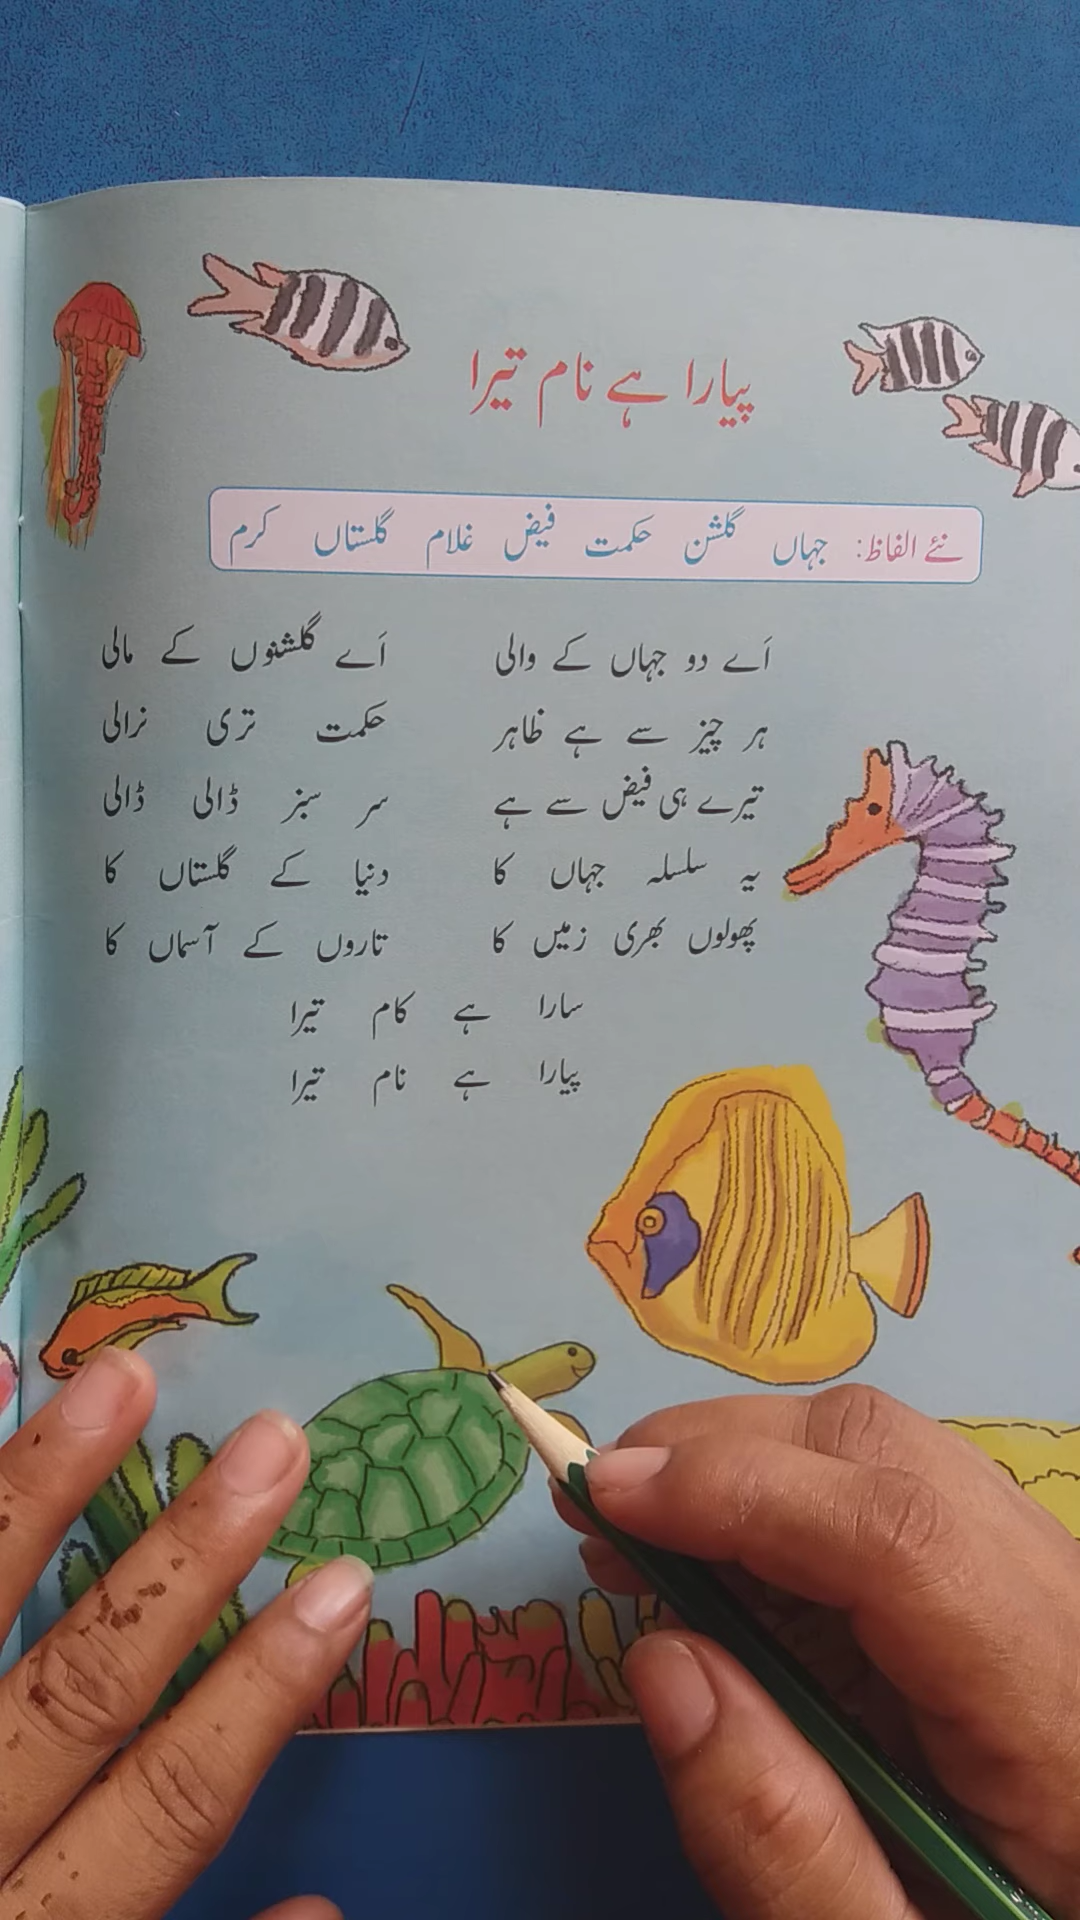 پیارا ہے نام تیرا
نئے الفاظ: جہاں گلشن حکمت فیض غلام گلستاں کرم
اَے دو جہاں کے والی اَے گلشنوں کے مالی
ہر چیز سے ہے ظاہر حکمت تری نرالی
تیرے ہی فیض سے ہے سر سبز ڈالی ڈالی
یہ سلسلہ جہاں کا دنیا کے گلستاں کا
پھولوں بھری زمیں کا تاروں کے آسماں کا
سارا ہے کام تیرا
پیارا ہے نام تیرا